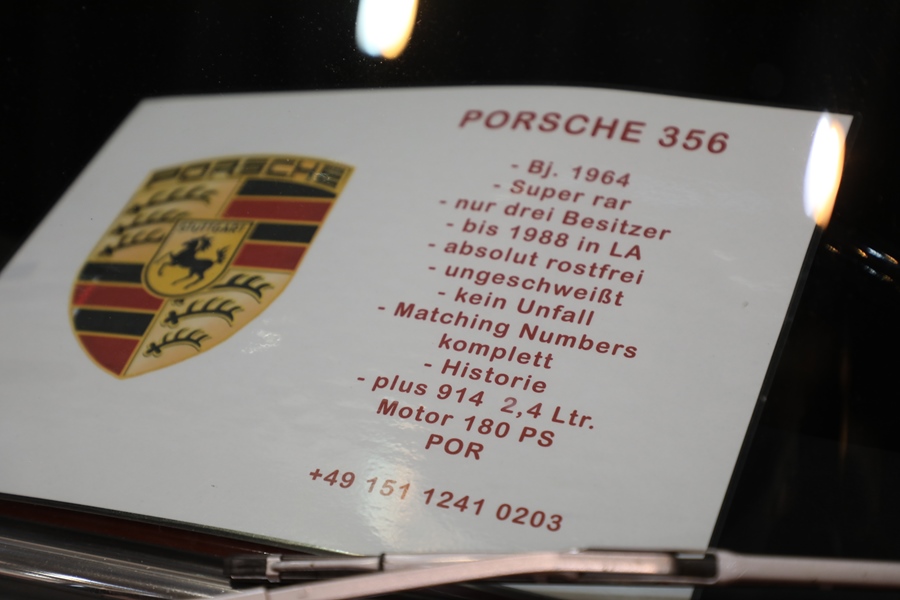 PORSCHE
STUTTGART
PORSCHE 356
- Bj. 1964
- Super rar
- nur drei Besitzer
- bis 1988 in LA
- absolut rostfrei
- ungeschweißt
- kein Unfall
- Matching Numbers
komplett
- Historie
- plus 914 2,4 Ltr.
Motor 180 PS
POR
+49 151 1241 0203